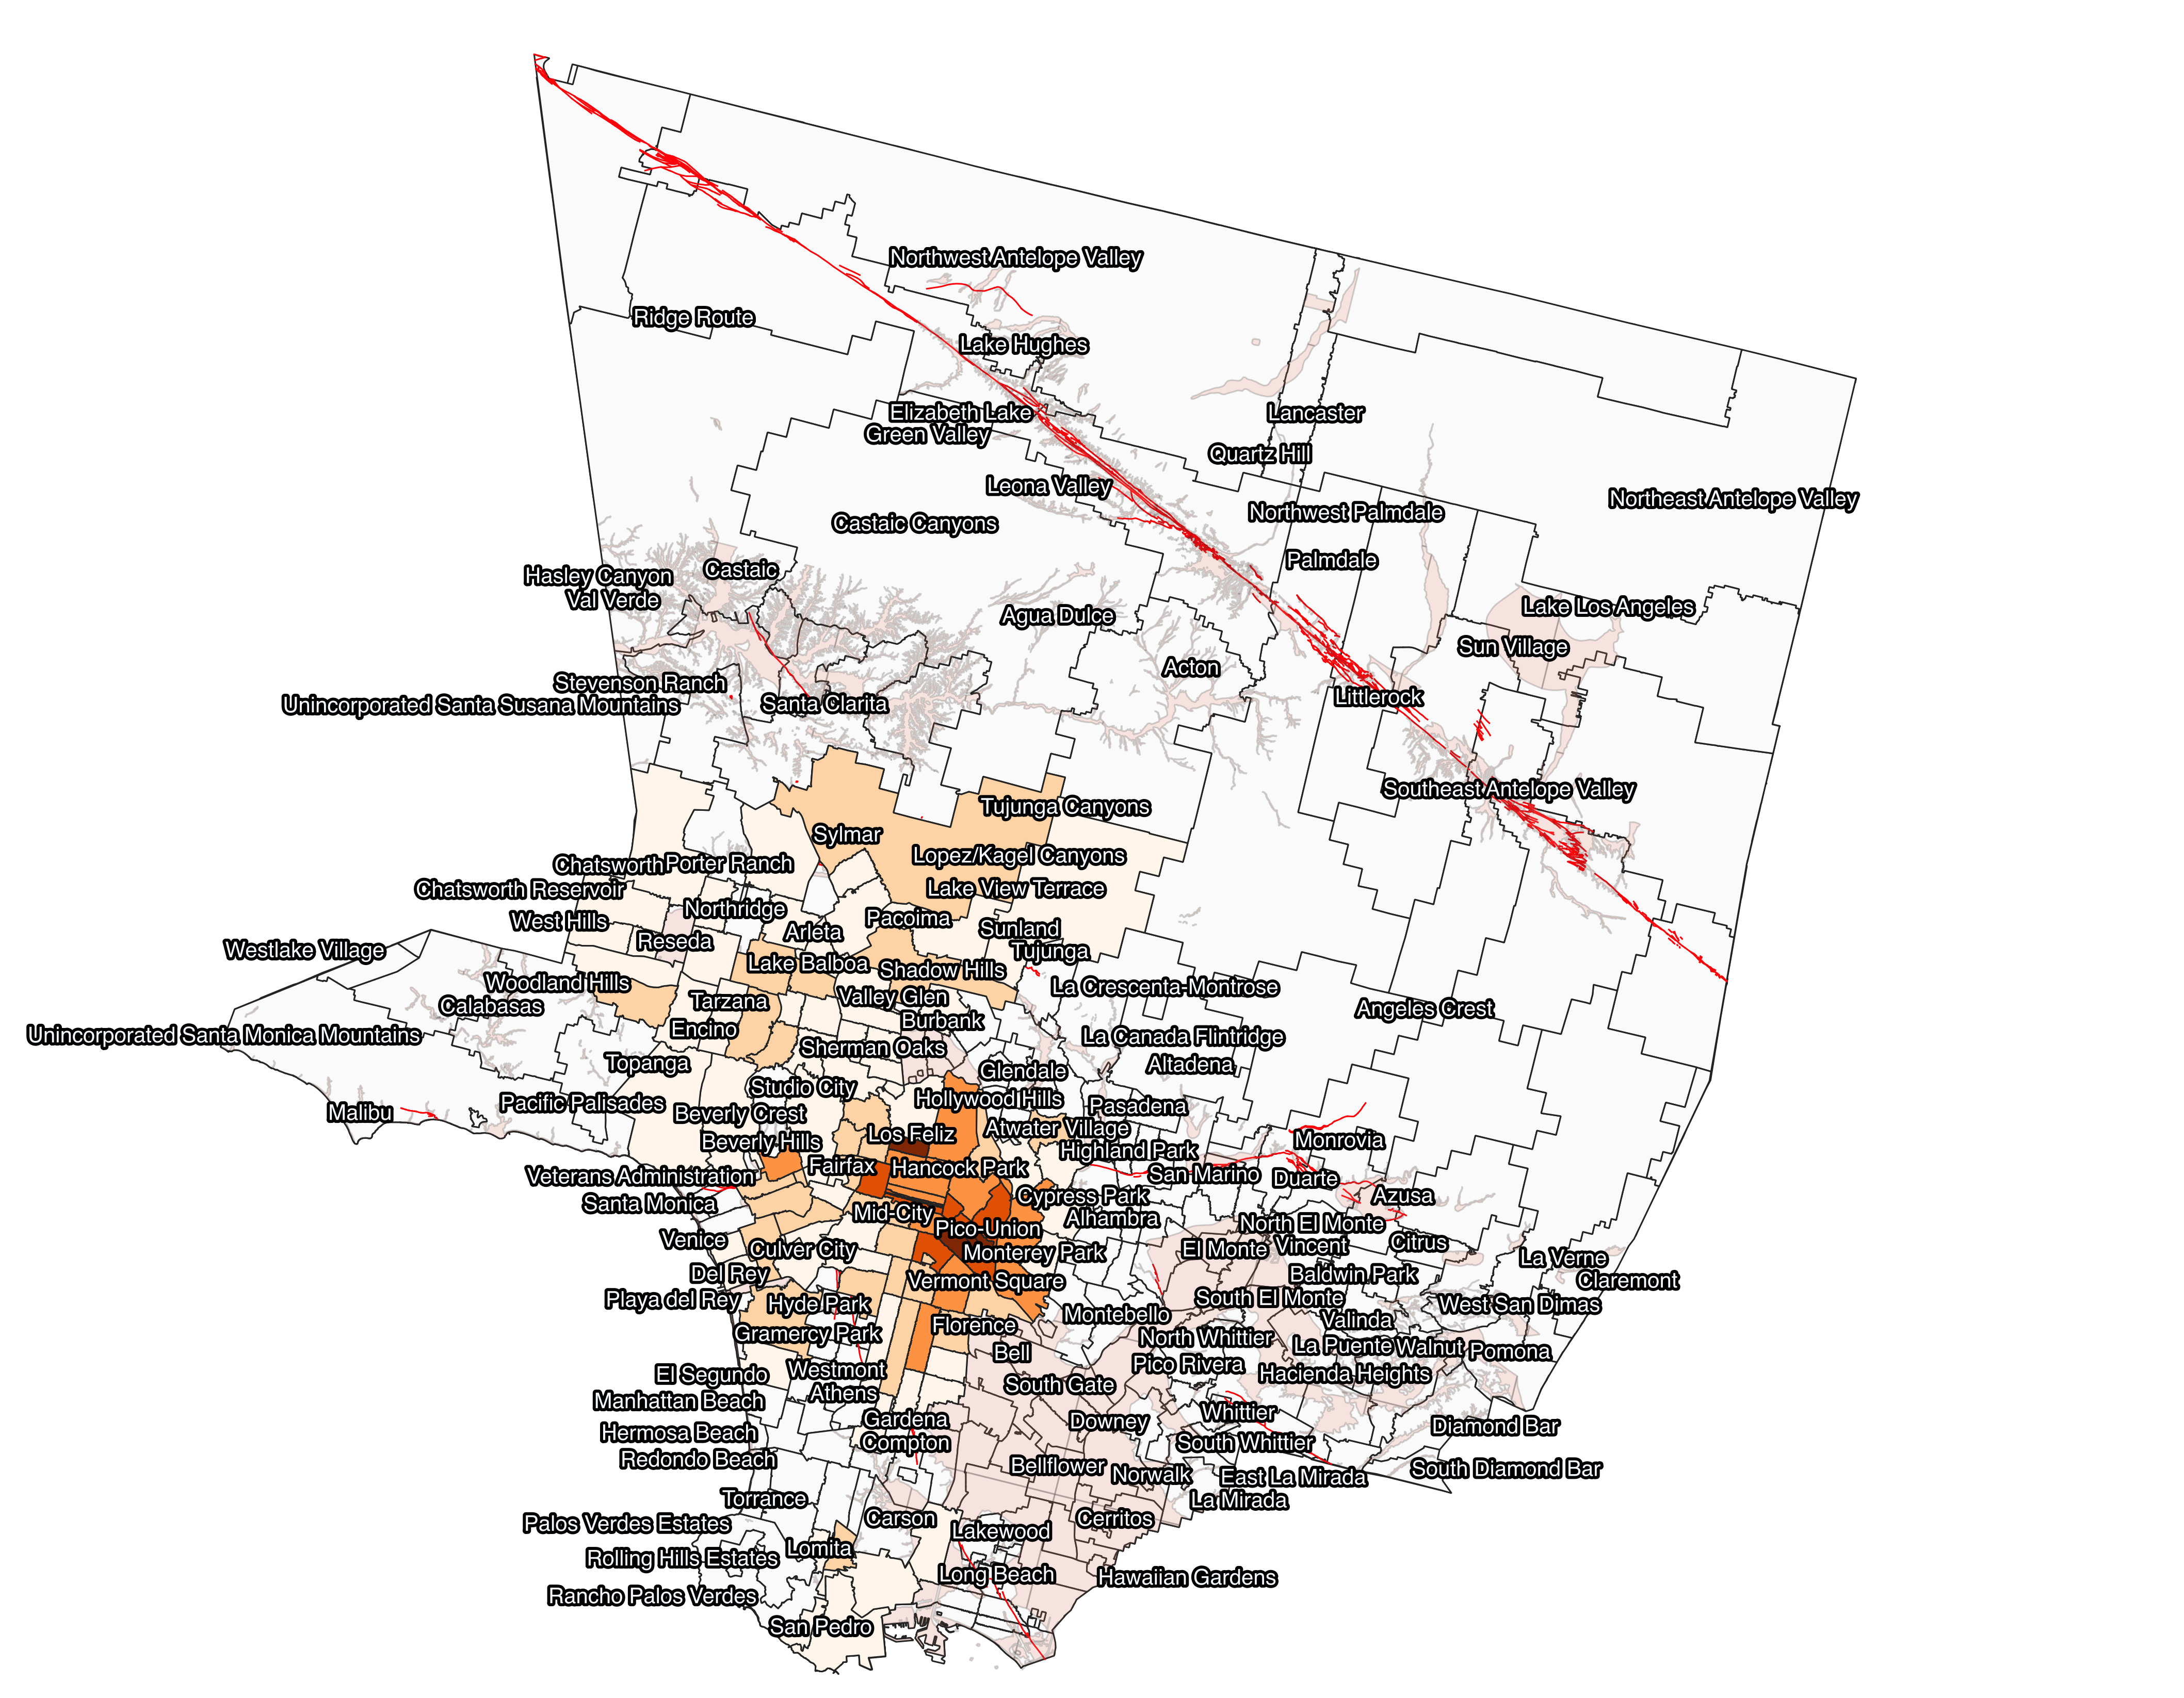 Northwest Antelope Valley
Ridge Route
Lake Hughes
Elizabeth Lake
Lancaster
Green Valley
Quartz Hill
Leona Valley
Northeast Antelope Valley
Northwest Palmdale
Castaic Canyons
Palmdale
Castaic
Hasley Canyon
Val Verde
Lake Los Angeles
Agua Dulce
Sun Village
Acton
Stevenson Ranch
Littlerock
Unincorporated Santa Susana Mountains
Santa Clarita
Southeast Antelope Valley
Tujunga Canyons
Sylmar
Lopez/Kagel Canyons
Chatsworth
Porter Ranch
Chatsworth Reservoir
Lake View Terrace
Northridge
West Hills
Pacoima
Sunland
Arleta
Reseda
Westlake Village
Tujunga
Lake Balboa
Shadow Hills
Woodland Hills
La Crescenta-Montrose
Valley Glen
Tarzana
Calabasas
Angeles Crest
Burbank
Encino
Unincorporated Santa Monica Mountains
La Canada Flintridge
Sherman Oaks
Topanga
Altadena
Glendale
Studio City
Hollywood Hills
Pacific Palisades
Pasadena
Malibu
Beverly Crest
Atwater Village
Los Feliz
Monrovia
Beverly Hills
Highland Park
Fairfax
Hancock Park
San Marino
Veterans Administration
Duarte
Cypress Park
Azusa
Santa Monica
Mid-City
Alhambra
North El Monte
Pico-Union
Venice
Citrus
Vincent
El Monte
Culver City
Monterey Park
La Verne
Del Rey
Baldwin Park
Claremont
Vermont Square
Playa del Rey
South El Monte
Hyde Park
West San Dimas
Montebello
Valinda
Florence
Gramercy Park
North Whittier
La Puente
Walnut
Pomona
Bell
Pico Rivera
Westmont
El Segundo
Hacienda Heights
South Gate
Athens
Manhattan Beach
Whittier
Gardena
Downey
Diamond Bar
Hermosa Beach
Compton
South Whittier
Redondo Beach
Bellflower
South Diamond Bar
Norwalk
East La Mirada
Torrance
La Mirada
Carson
Cerritos
Palos Verdes Estates
Lakewood
Lomita
Rolling Hills Estates
Long Beach
Hawaiian Gardens
Rancho Palos Verdes
San Pedro